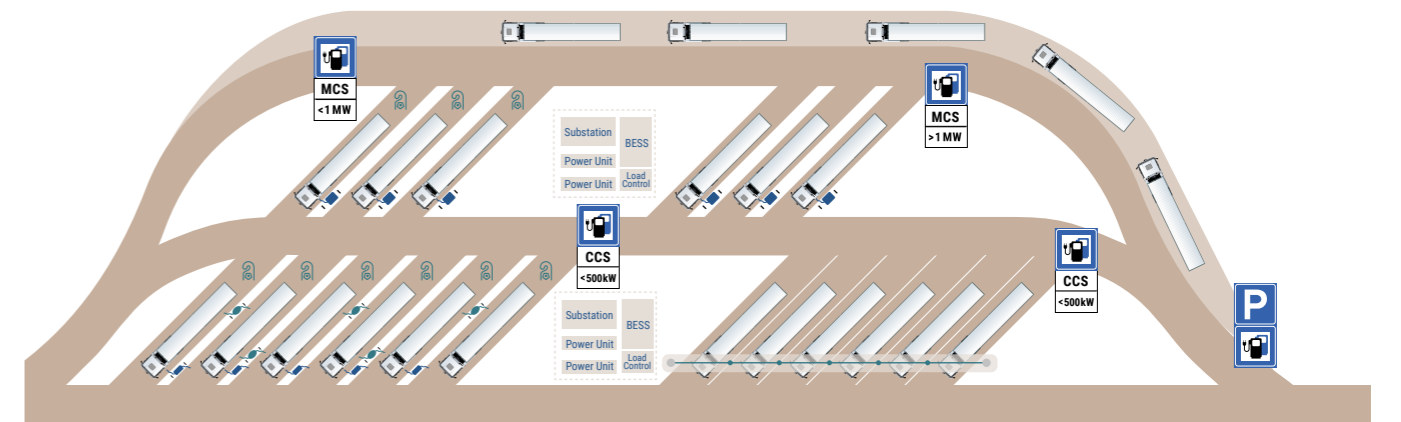 MCS
<1 MW
MCS
>1 MW
Substation
BESS
Power Unit
Power Unit
Load
Control
CCS
<500kW
CCS
<500kW
Substation
BESS
Power Unit
Power Unit
Load
Control
P